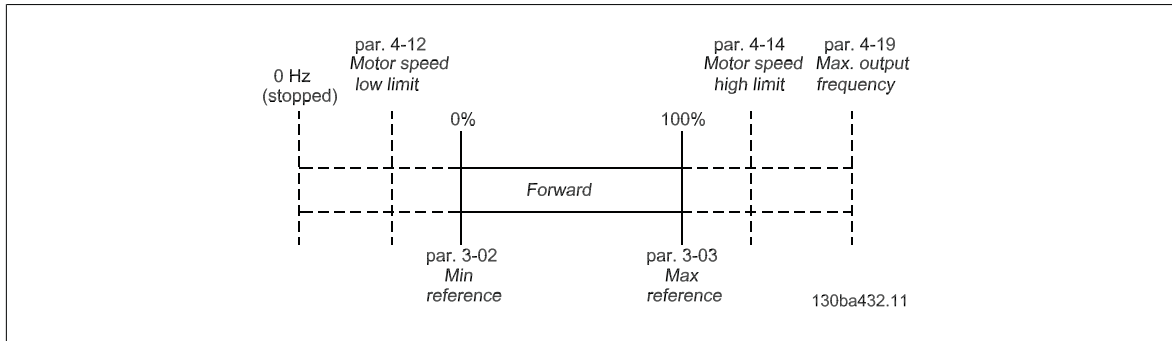 0 Hz
(stopped)
par. 4-12
Motor speed
low limit
par. 4-14
Motor speed
high limit
par. 4-19
Max. output
frequency
0%
100%
Forward
par. 3-02
Min
reference
par. 3-03
Max
reference
130ba432.11